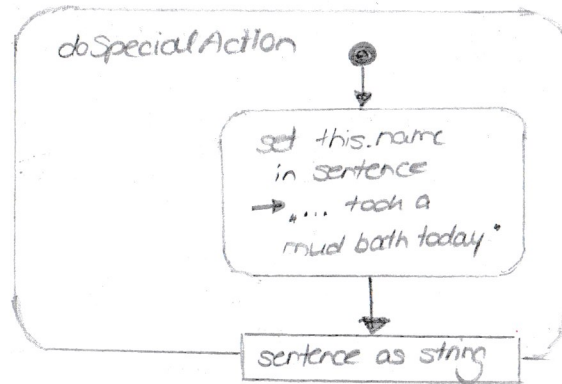 doSpecialAction
set this.name
in sentence
→ „... took a
mud bath today"
sentence as string